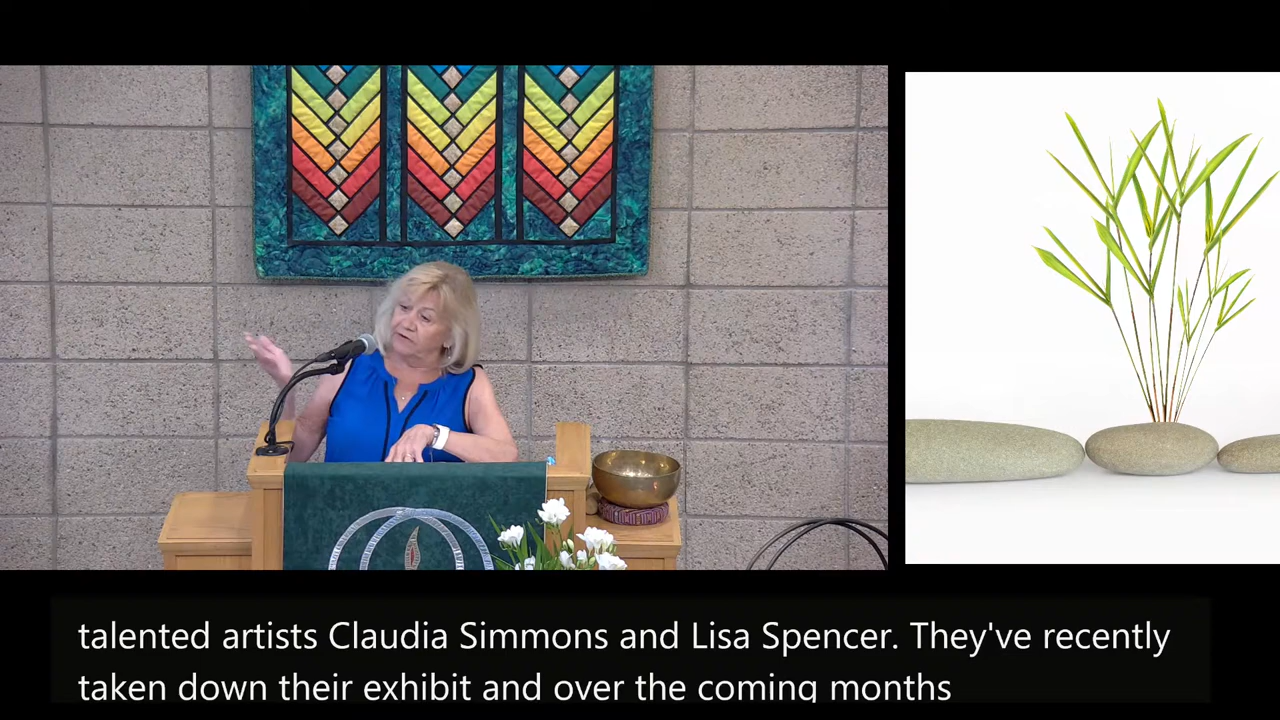 talented artists Claudia Simmons and Lisa Spencer. They've recently
taken down their exhibit and over the coming months